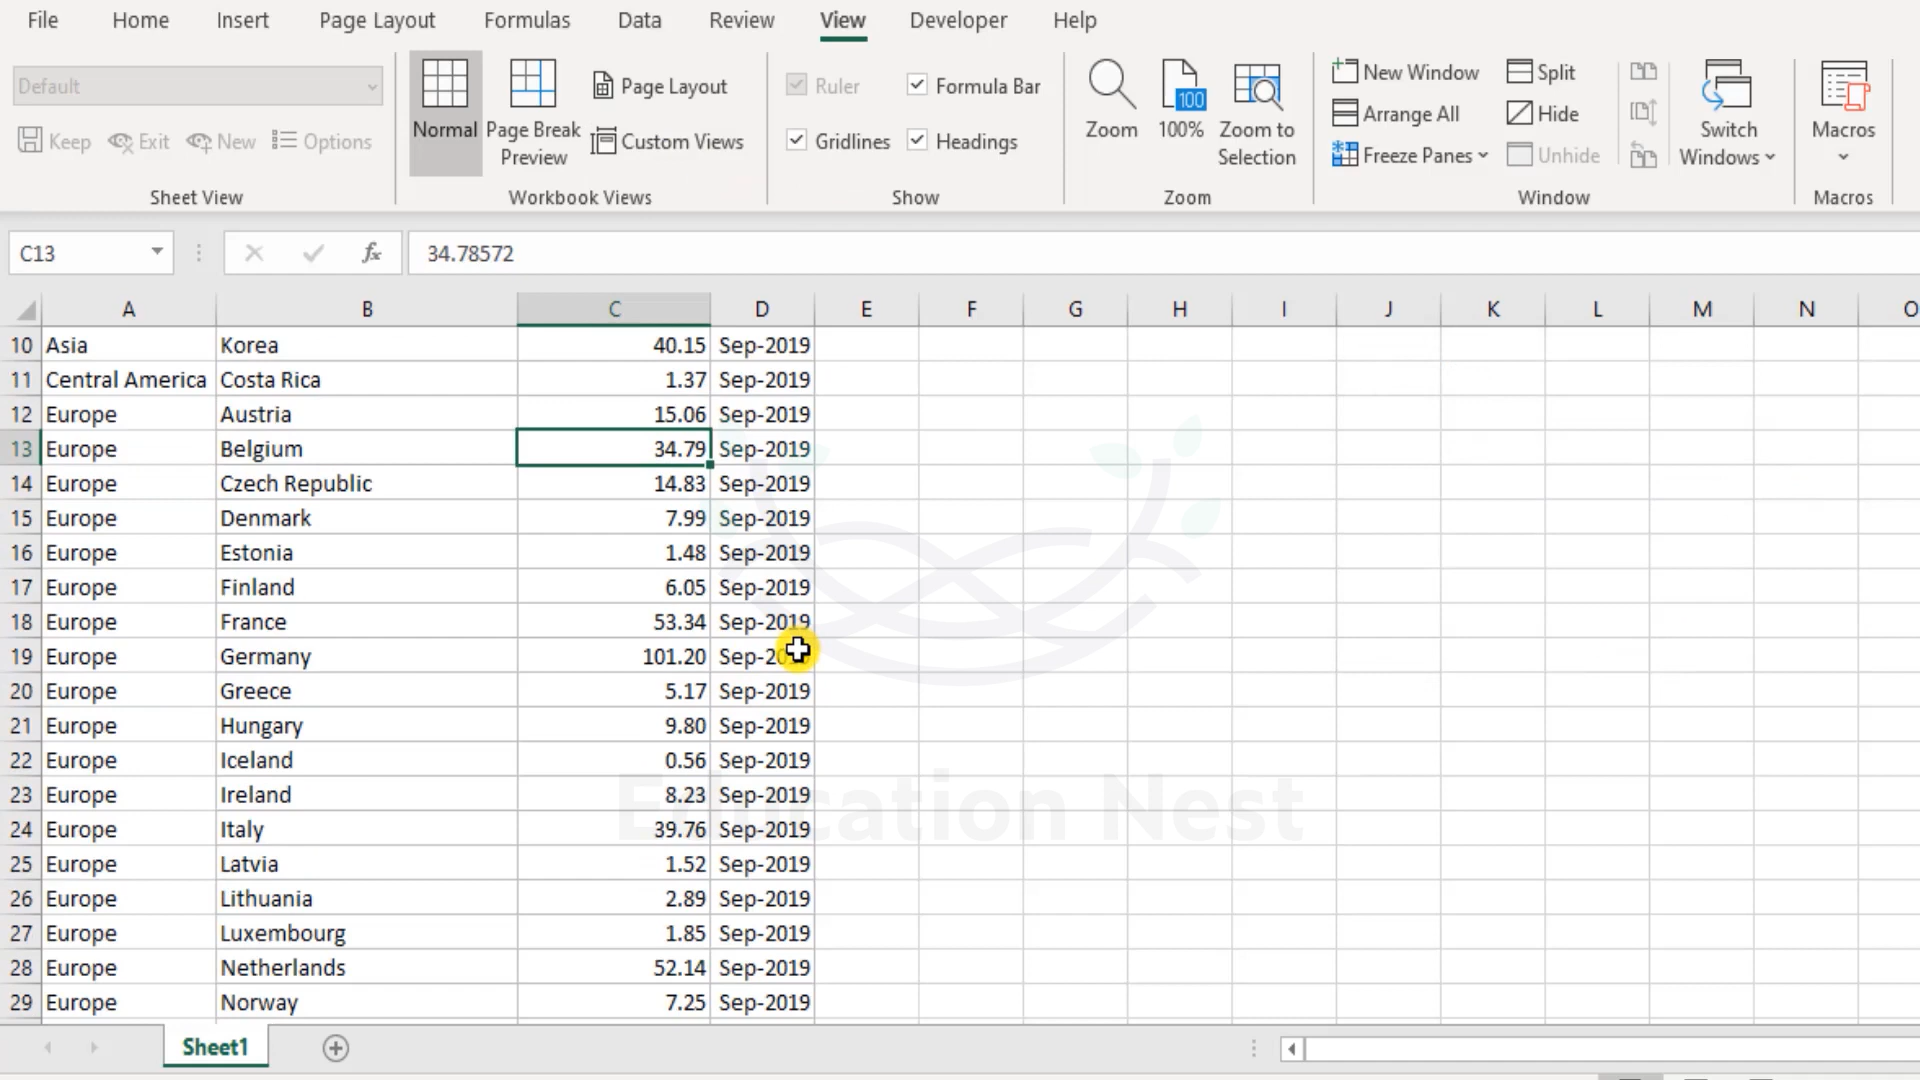 File Home Insert Page Layout Formulas Data Review View Developer Help
Default
Keep Exit New Options
Sheet View
Normal
Page Break Preview
Page Layout
Custom Views
Workbook Views
Ruler Formula Bar
Gridlines Headings
Show
Zoom
100
100%
Zoom to Selection
Zoom
New Window Split
Arrange All Hide
Freeze Panes Unhide
Switch Windows
Window
Macros
Macros
C13 fx 34.78572
A B C D E F G H I J K L M N O
10 Asia Korea 40.15 Sep-2019
11 Central America Costa Rica 1.37 Sep-2019
12 Europe Austria 15.06 Sep-2019
13 Europe Belgium 34.79 Sep-2019
14 Europe Czech Republic 14.83 Sep-2019
15 Europe Denmark 7.99 Sep-2019
16 Europe Estonia 1.48 Sep-2019
17 Europe Finland 6.05 Sep-2019
18 Europe France 53.34 Sep-2019
19 Europe Germany 101.20
20 Europe Greece 5.17 Sep-2019
21 Europe Hungary 9.80 Sep-2019
22 Europe Iceland 0.56 Sep-2019
23 Europe Ireland 8.23 Sep-2019
24 Europe Italy 39.76 Sep-2019
25 Europe Latvia 1.52 Sep-2019
26 Europe Lithuania 2.89 Sep-2019
27 Europe Luxembourg 1.85 Sep-2019
28 Europe Netherlands 52.14 Sep-2019
29 Europe Norway 7.25 Sep-2019
Education Nest
Sheet1